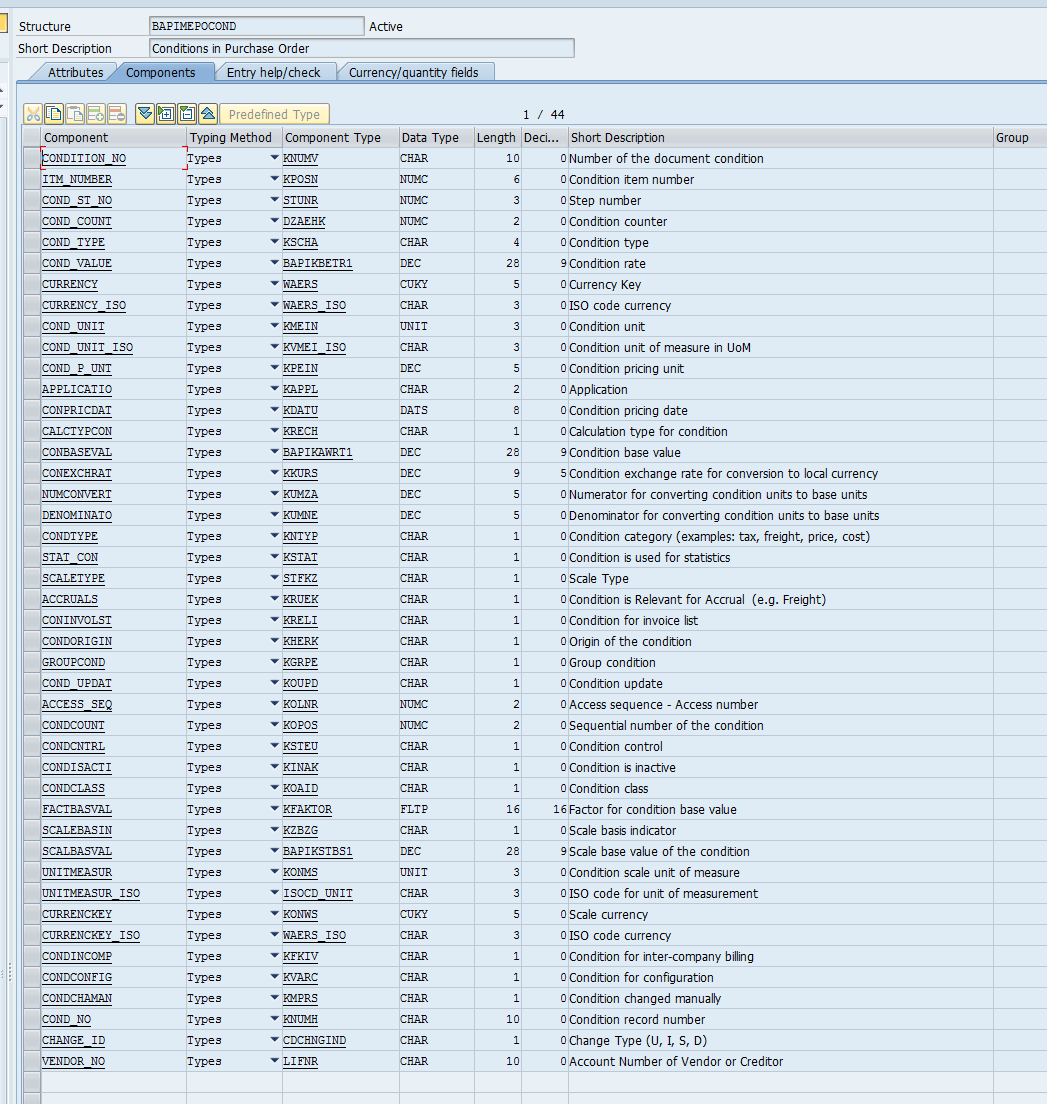 Structure BAPIMEPOCOND Active
Short Description Conditions in Purchase Order
Attributes Components Entry help/check Currency/quantity fields
Predefined Type 1 / 44
Component Typing Method Component Type Data Type Length Deci... Short Description Group
CONDITION_NO Types KNUMV CHAR 10 0 Number of the document condition
ITM_NUMBER Types KPOSN NUMC 6 0 Condition item number
COND_ST_NO Types STUNR NUMC 3 0 Step number
COND_COUNT Types DZAEHK NUMC 2 0 Condition counter
COND_TYPE Types KSCHA CHAR 4 0 Condition type
COND_VALUE Types BAPIKBETR1 DEC 28 9 Condition rate
CURRENCY Types WAERS CUKY 5 0 Currency Key
CURRENCY_ISO Types WAERS_ISO CHAR 3 0 ISO code currency
COND_UNIT Types KMEIN UNIT 3 0 Condition unit
COND_UNIT_ISO Types KVMEI_ISO CHAR 3 0 Condition unit of measure in UoM
COND_P_UNT Types KPEIN DEC 5 0 Condition pricing unit
APPLICATIO Types KAPPL CHAR 2 0 Application
CONPRICDAT Types KDATU DATS 8 0 Condition pricing date
CALCTYPCON Types KRECH CHAR 1 0 Calculation type for condition
CONBASEVAL Types BAPIKAWRT1 DEC 28 9 Condition base value
CONEXCHRAT Types KKURS DEC 9 5 Condition exchange rate for conversion to local currency
NUMCONVERT Types KUMZA DEC 5 0 Numerator for converting condition units to base units
DENOMINATO Types KUMNE DEC 5 0 Denominator for converting condition units to base units
CONDTYPE Types KNTYP CHAR 1 0 Condition category (examples: tax, freight, price, cost)
STAT_CON Types KSTAT CHAR 1 0 Condition is used for statistics
SCALETYPE Types STFKZ CHAR 1 0 Scale Type
ACCRUALS Types KRUEK CHAR 1 0 Condition is Relevant for Accrual (e.g. Freight)
CONINVOLST Types KRELI CHAR 1 0 Condition for invoice list
CONDORIGIN Types KHERK CHAR 1 0 Origin of the condition
GROUPCOND Types KGRPE CHAR 1 0 Group condition
COND_UPDAT Types KOUPD CHAR 1 0 Condition update
ACCESS_SEQ Types KOLNR NUMC 2 0 Access sequence - Access number
CONDCOUNT Types KOPOS NUMC 2 0 Sequential number of the condition
CONDCNTRL Types KSTEU CHAR 1 0 Condition control
CONDISACTI Types KINAK CHAR 1 0 Condition is inactive
CONDCLASS Types KOAID CHAR 1 0 Condition class
FACTBASVAL Types KFAKTOR FLTP 16 16 Factor for condition base value
SCALEBASIN Types KZBZG CHAR 1 0 Scale basis indicator
SCALBASVAL Types BAPIKSTBS1 DEC 28 9 Scale base value of the condition
UNITMEASUR Types KONMS UNIT 3 0 Condition scale unit of measure
UNITMEASUR_ISO Types ISOCD_UNIT CHAR 3 0 ISO code for unit of measurement
CURRENCKEY Types KONWS CUKY 5 0 Scale currency
CURRENCKEY_ISO Types WAERS_ISO CHAR 3 0 ISO code currency
CONDINCOMP Types KFKIV CHAR 1 0 Condition for inter-company billing
CONDCONFIG Types KVARC CHAR 1 0 Condition for configuration
CONDCHAMAN Types KMPRS CHAR 1 0 Condition changed manually
COND_NO Types KNUMH CHAR 10 0 Condition record number
CHANGE_ID Types CDCHNGIND CHAR 1 0 Change Type (U, I, S, D)
VENDOR_NO Types LIFNR CHAR 10 0 Account Number of Vendor or Creditor